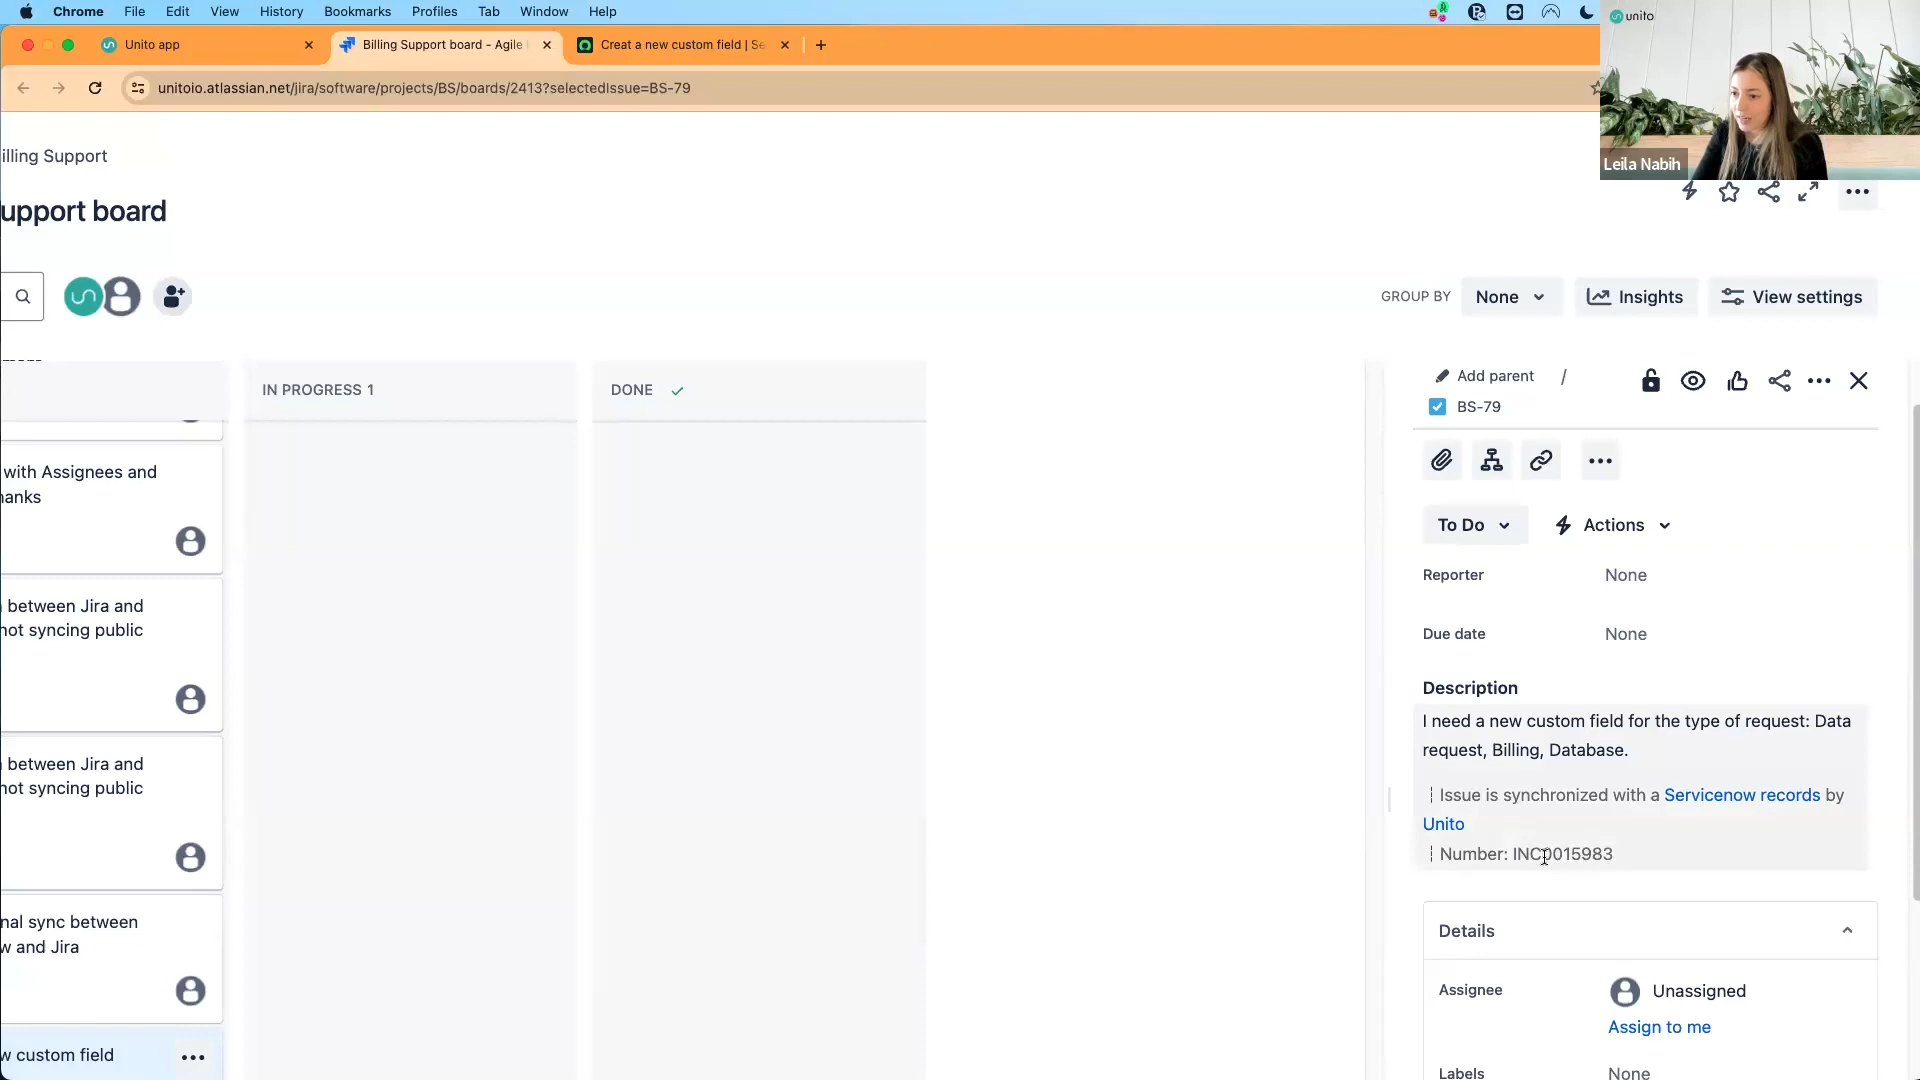 Chrome File Edit View History Bookmarks Profiles Tab Window Help
unito
Unito app
Billing Support board - Agile
Creat a new custom field | Se
unitoio.atlassian.net/jira/software/projects/BS/boards/2413?selectedIssue=BS-79
Leila Nabih
illing Support
upport board
GROUP BY None Insights View settings
IN PROGRESS 1
DONE
with Assignees and
hanks
between Jira and
not syncing public
between Jira and
not syncing public
nal sync between
w and Jira
w custom field
Add parent /
BS-79
To Do Actions
Reporter None
Due date None
Description
I need a new custom field for the type of request: Data
request, Billing, Database.
¦ Issue is synchronized with a Servicenow records by
Unito
¦ Number: INC0015983
Details
Assignee Unassigned
Assign to me
Labels None